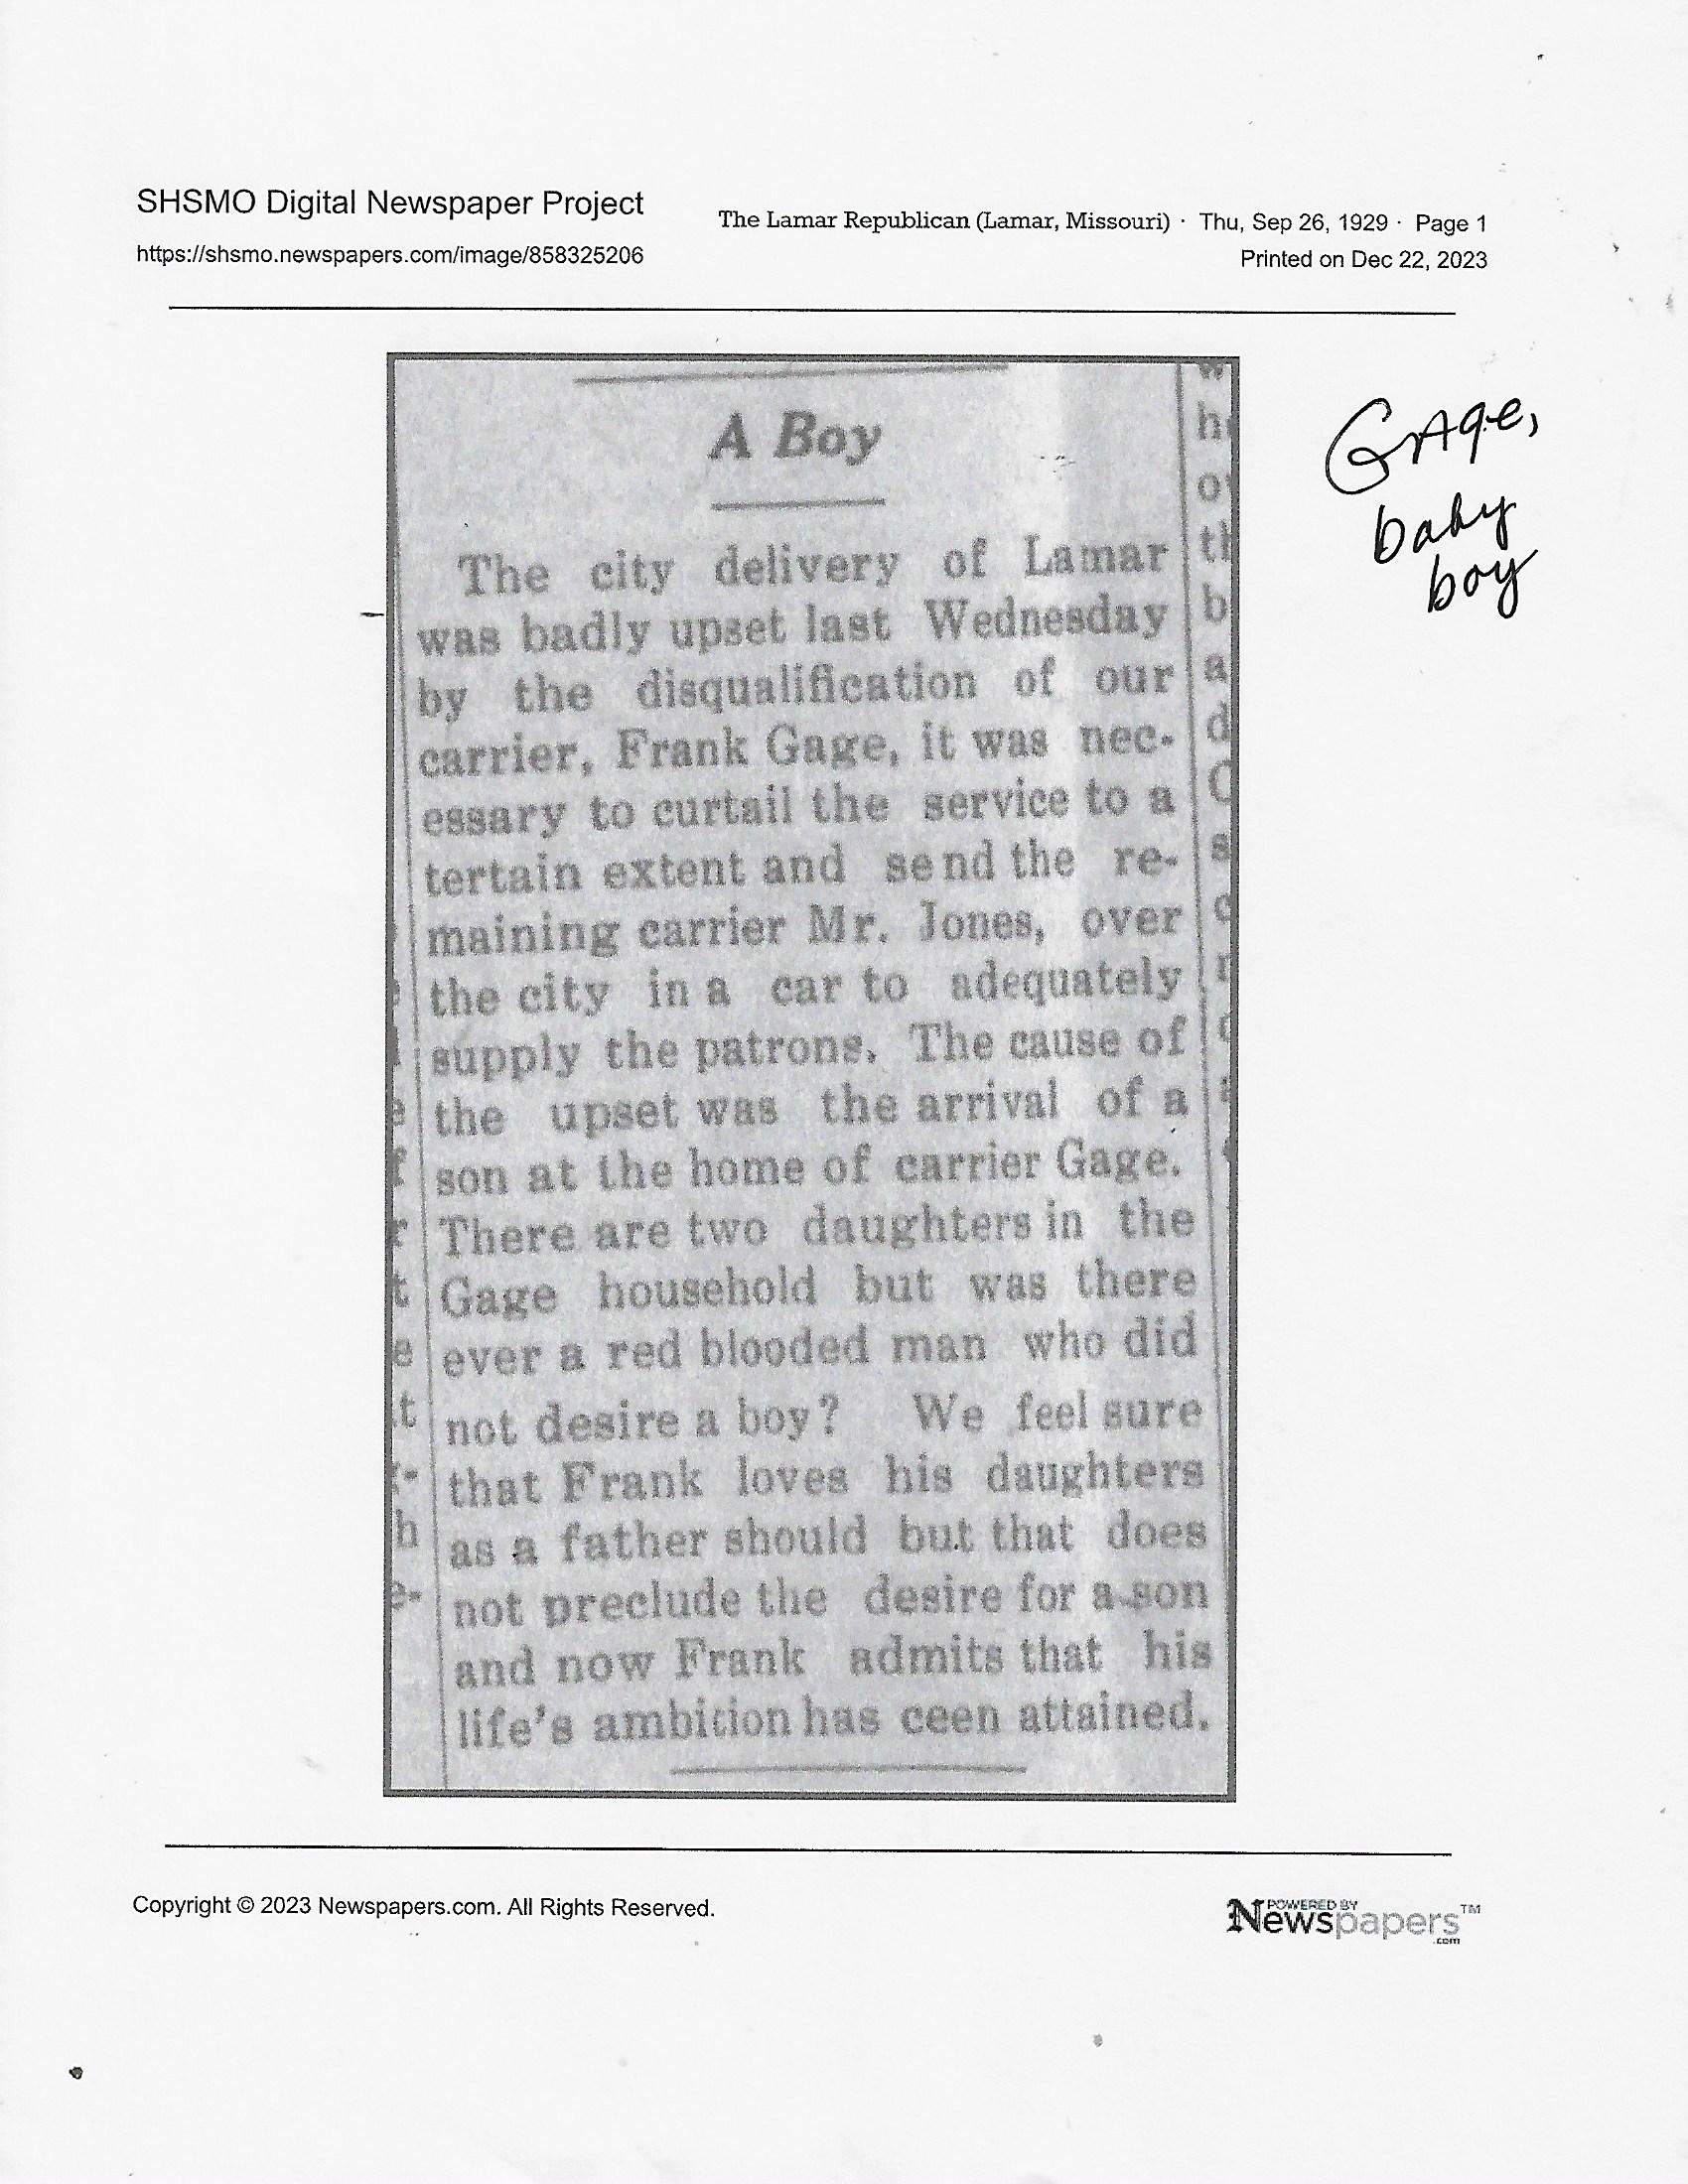 SHSMO Digital Newspaper Project
https://shsmo.newspapers.com/image/858325206
The Lamar Republican (Lamar, Missouri) · Thu, Sep 26, 1929 · Page 1
Printed on Dec 22, 2023
A Boy
The city delivery of Lamar
was badly upset last Wednesday
by the disqualification of our
carrier, Frank Gage, it was nec-
essary to curtail the service to a
tertain extent and send the re-
maining carrier Mr. Jones, over
the city in a car to adequately
supply the patrons. The cause of
the upset was the arrival of a
son at the home of carrier Gage.
There are two daughters in the
Gage household but was there
ever a red blooded man who did
not desire a boy? We feel sure
that Frank loves his daughters
as a father should but that does
not preclude the desire for a son
and now Frank admits that his
life's ambition has ceen attained.
Gage,
baby
boy
Copyright © 2023 Newspapers.com. All Rights Reserved.
POWERED BY
Newspapers™
.com